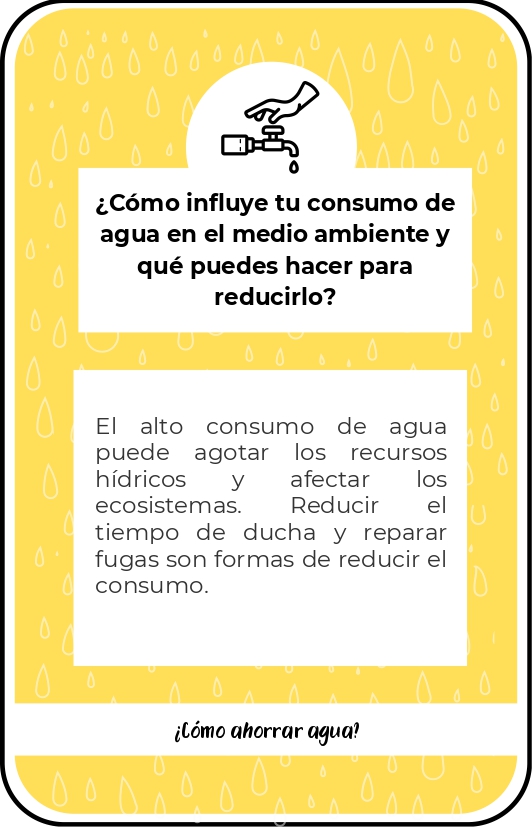 ¿Cómo influye tu consumo de
agua en el medio ambiente y
qué puedes hacer para
reducirlo?
El alto consumo de agua
puede agotar los recursos
hídricos y afectar los
ecosistemas. Reducir el
tiempo de ducha y reparar
fugas son formas de reducir el
consumo.
¿Cómo ahorrar agua?